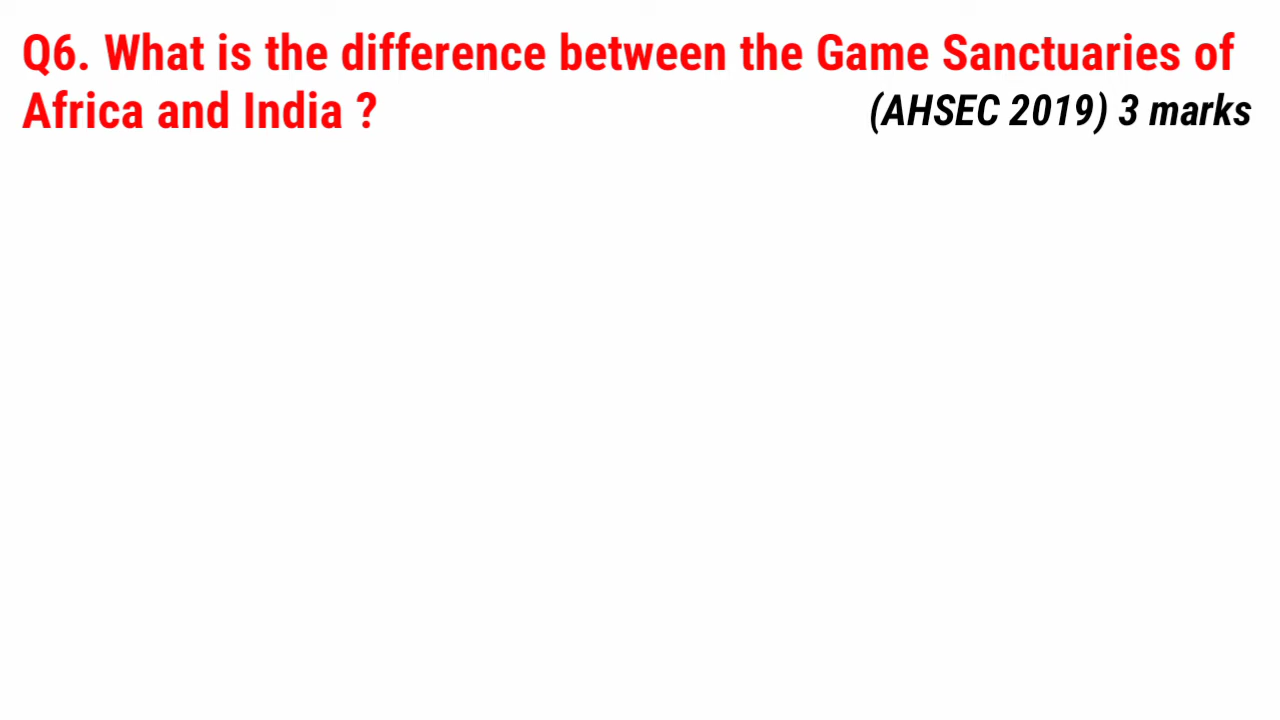 Q6. What is the difference between the Game Sanctuaries of
Africa and India ? (AHSEC 2019) 3 marks